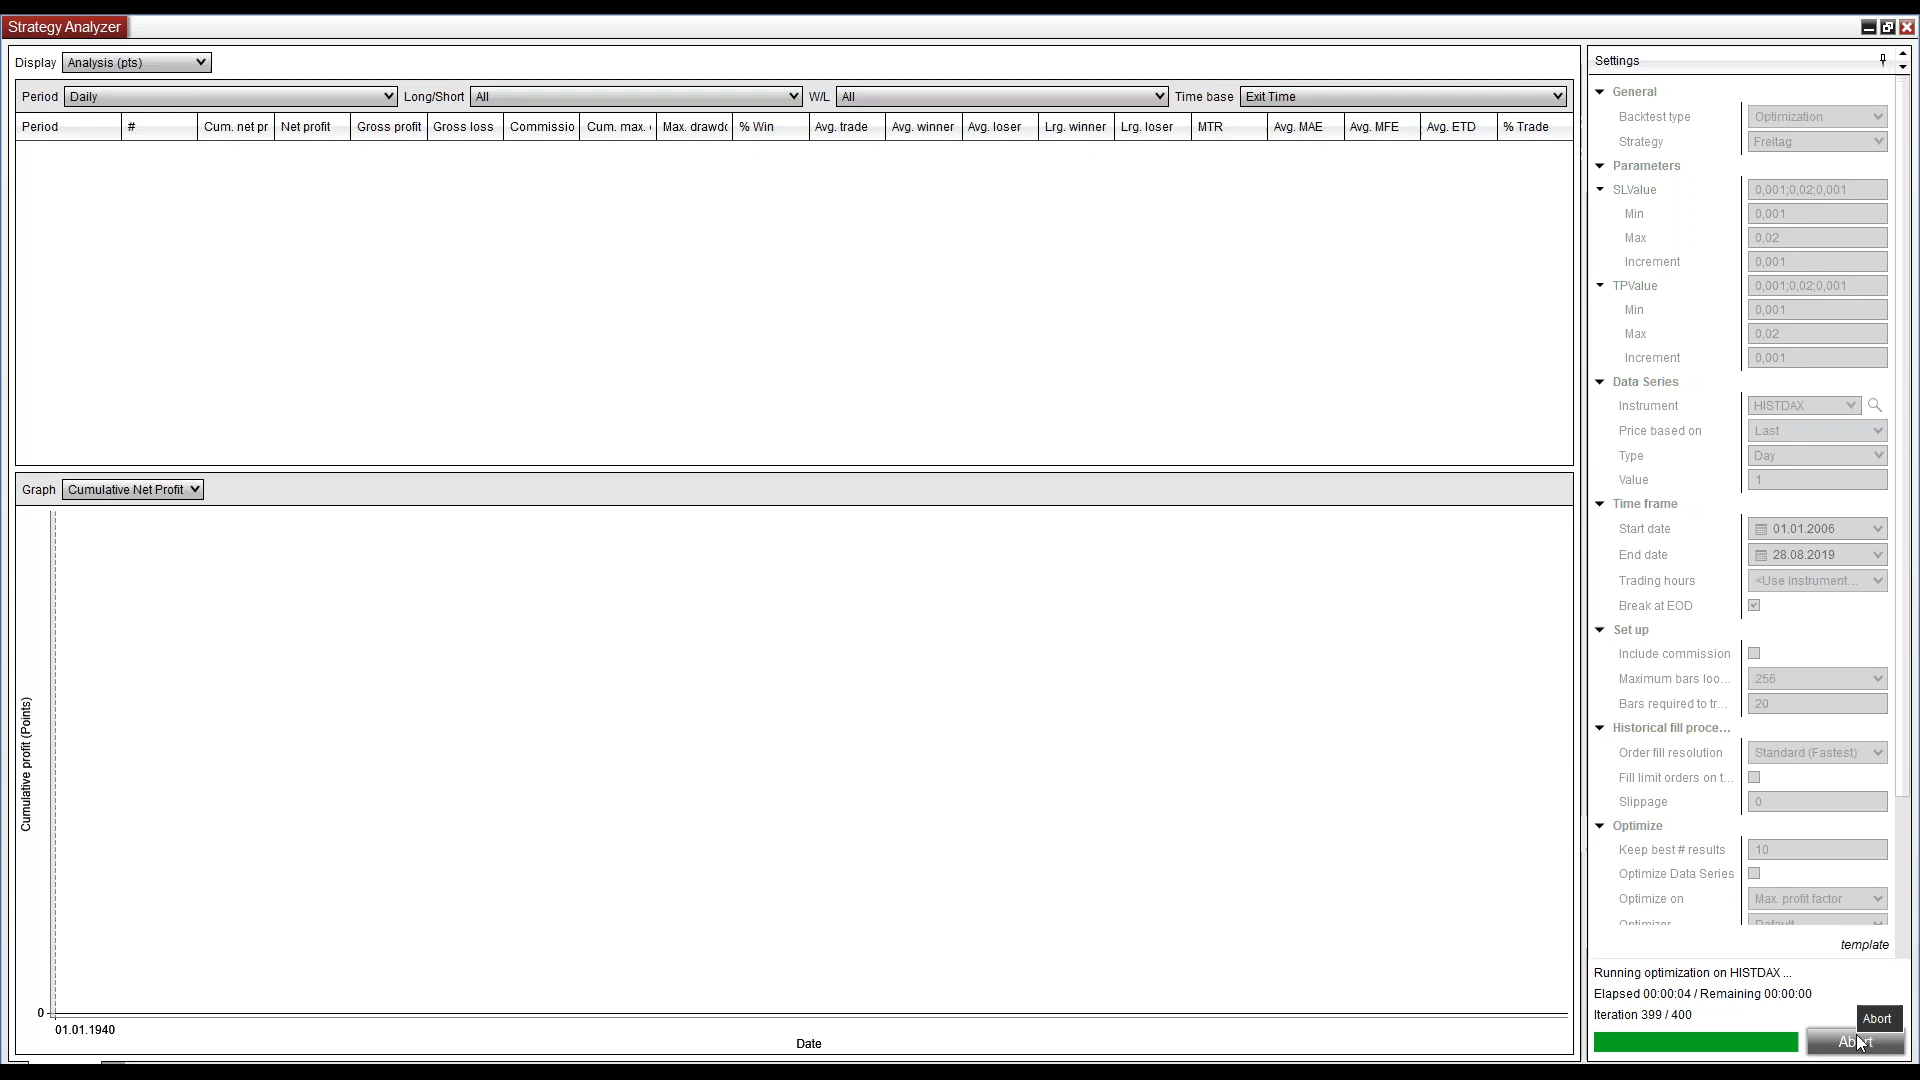 Strategy Analyzer
Display Analysis (pts)
Period Daily Long/Short All W/L All Time base Exit Time
Period # Cum. net pr Net profit Gross profit Gross loss Commissio Cum. max. Max. drawdo % Win Avg. trade Avg. winner Avg. loser Lrg. winner Lrg. loser MTR Avg. MAE Avg. MFE Avg. ETD % Trade
Graph Cumulative Net Profit
Cumulative profit (Points)
0
01.01.1940
Date
Settings
General
Backtest type Optimization
Strategy Freitag
Parameters
SLValue 0,001;0,02;0,001
Min 0,001
Max 0,02
Increment 0,001
TPValue 0,001;0,02;0,001
Min 0,001
Max 0,02
Increment 0,001
Data Series
Instrument HISTDAX
Price based on Last
Type Day
Value 1
Time frame
Start date 01.01.2006
End date 28.08.2019
Trading hours <Use instrument...
Break at EOD
Set up
Include commission
Maximum bars loo... 256
Bars required to tr... 20
Historical fill proce...
Order fill resolution Standard (Fastest)
Fill limit orders on t...
Slippage 0
Optimize
Keep best # results 10
Optimize Data Series
Optimize on Max. profit factor
Optimizer Default
template
Running optimization on HISTDAX ...
Elapsed 00:00:04 / Remaining 00:00:00
Iteration 399 / 400
Abort
Abort